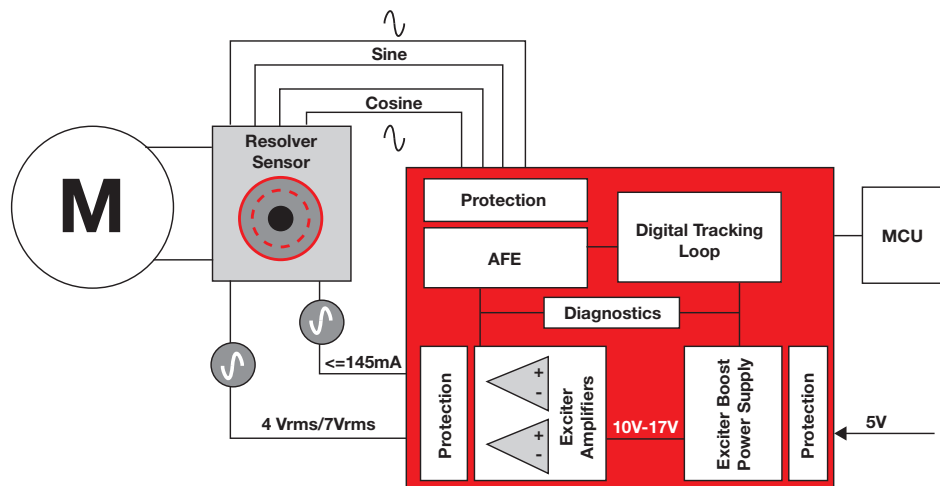 Sine
Cosine
Resolver
Sensor
M
Protection
Digital Tracking
Loop
MCU
AFE
Diagnostics
<=145mA
4 Vrms/7Vrms
Protection
+
-
+
-
Exciter
Amplifiers
10V-17V
Exciter Boost
Power Supply
Protection
5V